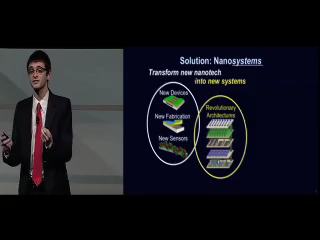 Solution: Nanosystems
Transform new nanotech
into new systems
New Devices
New Fabrication
New Sensors
Revolutionary
Architectures